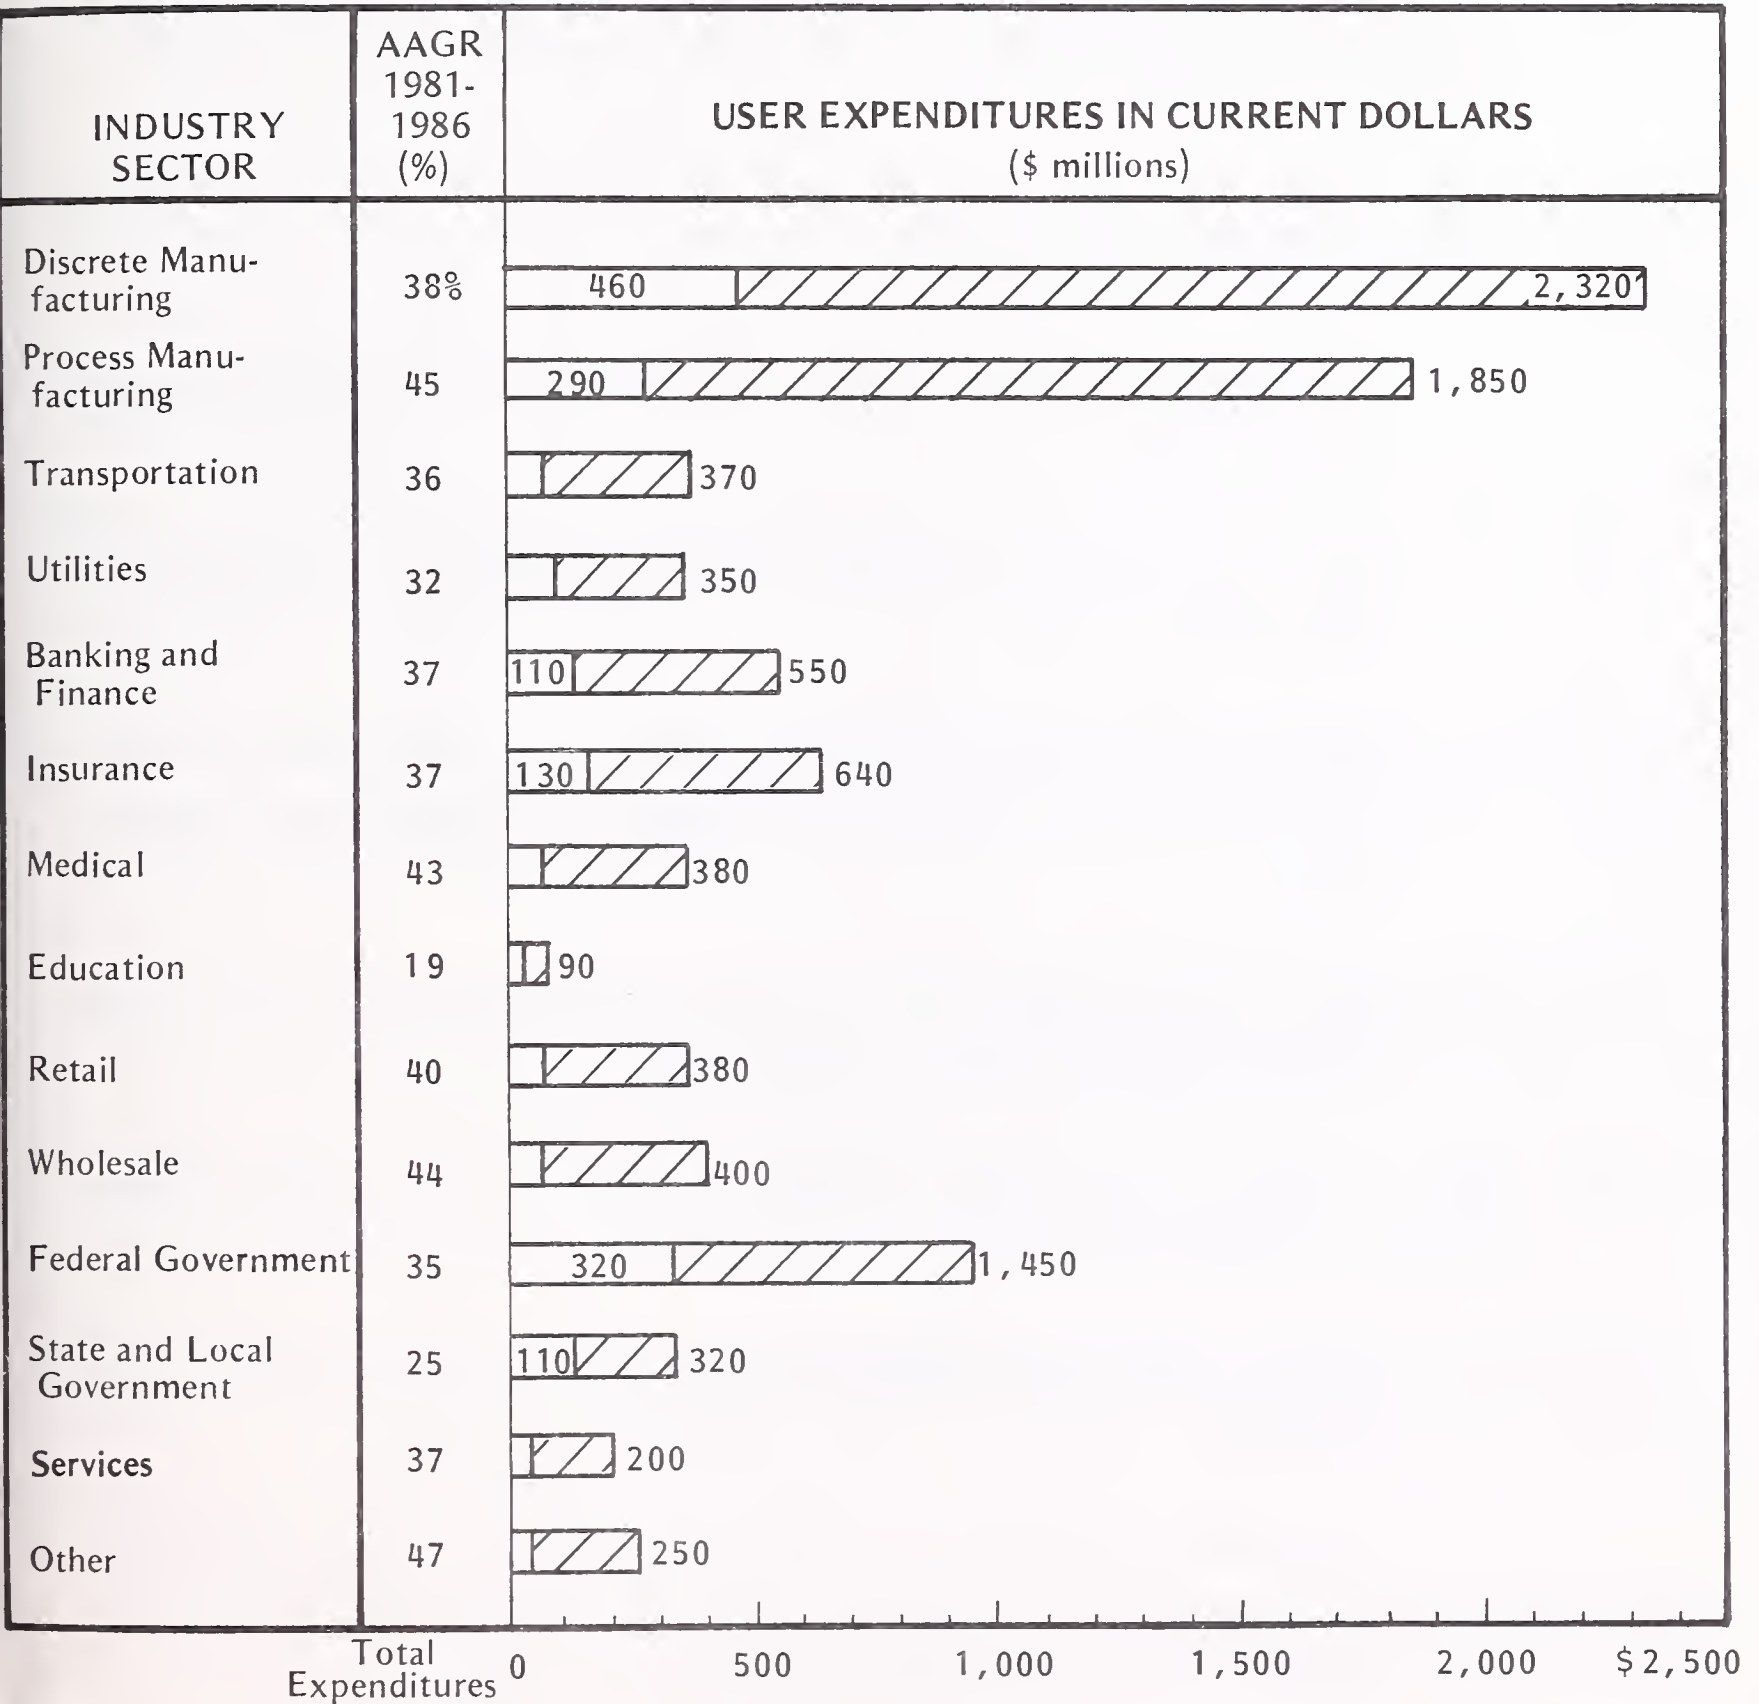 INDUSTRY
SECTOR
AAGR
1981-
1986
(%)
USER EXPENDITURES IN CURRENT DOLLARS
($ millions)
Discrete Manu-
facturing
38%
460
2,320
Process Manu-
facturing
45
290
1,850
Transportation
36
370
Utilities
32
350
Banking and
Finance
37
110
550
Insurance
37
130
640
Medical
43
380
Education
19
90
Retail
40
380
Wholesale
44
400
Federal Government
35
320
1,450
State and Local
Government
25
110
320
Services
37
200
Other
47
250
Total
Expenditures
0
500
1,000
1,500
2,000
$2,500